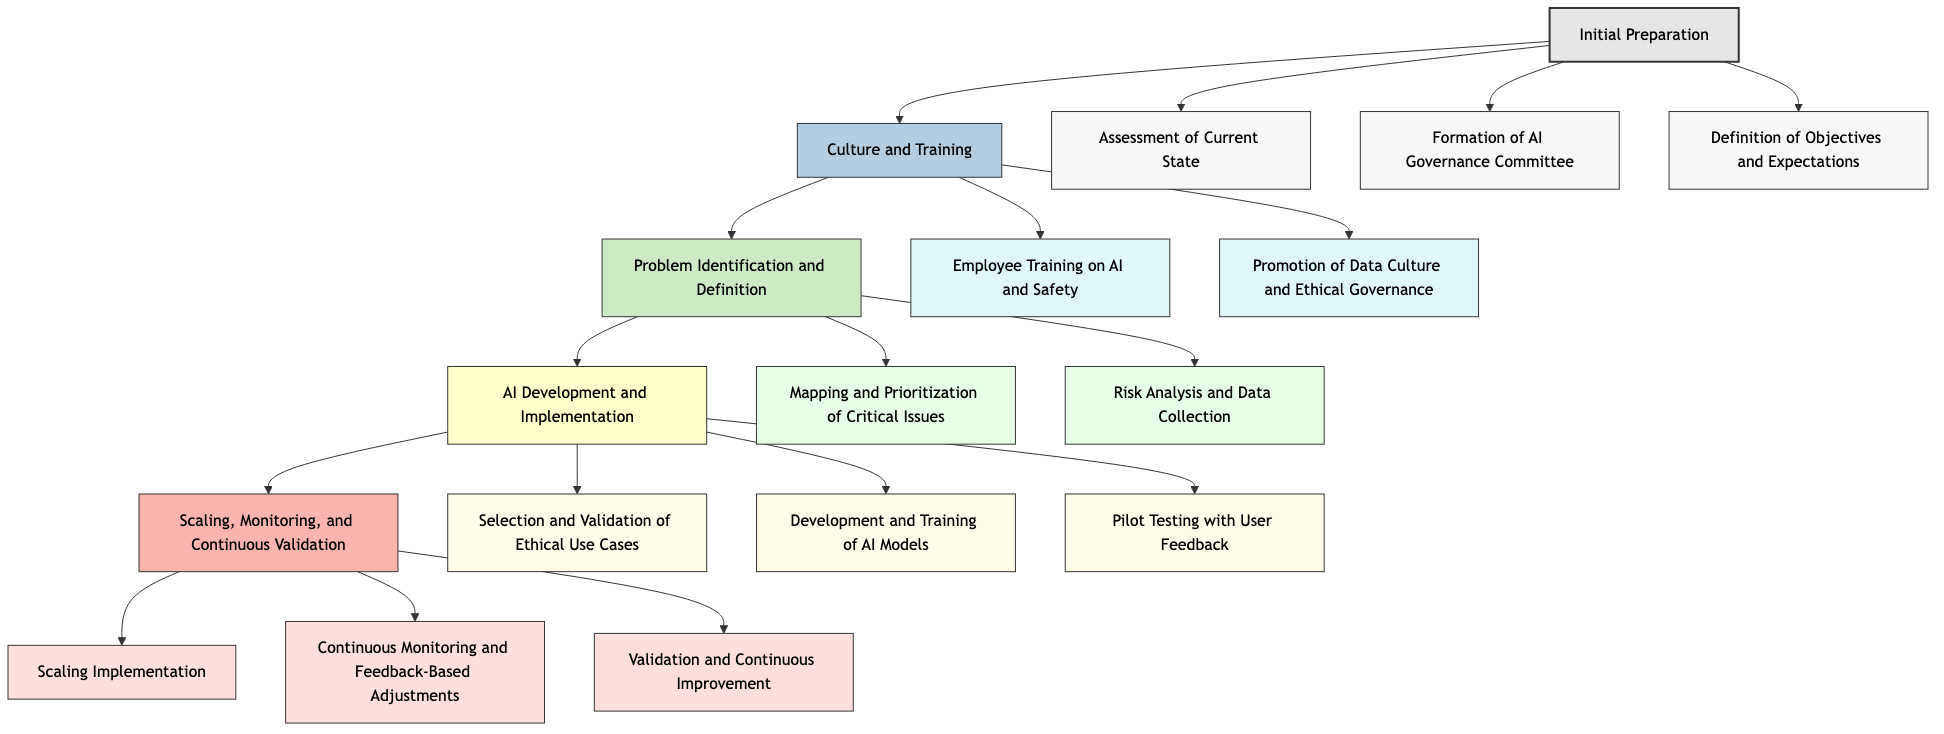 Initial Preparation
Culture and Training
Assessment of Current
State
Formation of AI
Governance Committee
Definition of Objectives
and Expectations
Problem Identification and
Definition
Employee Training on AI
and Safety
Promotion of Data Culture
and Ethical Governance
AI Development and
Implementation
Mapping and Prioritization
of Critical Issues
Risk Analysis and Data
Collection
Scaling, Monitoring, and
Continuous Validation
Selection and Validation of
Ethical Use Cases
Development and Training
of AI Models
Pilot Testing with User
Feedback
Scaling Implementation
Continuous Monitoring and
Feedback-Based
Adjustments
Validation and Continuous
Improvement